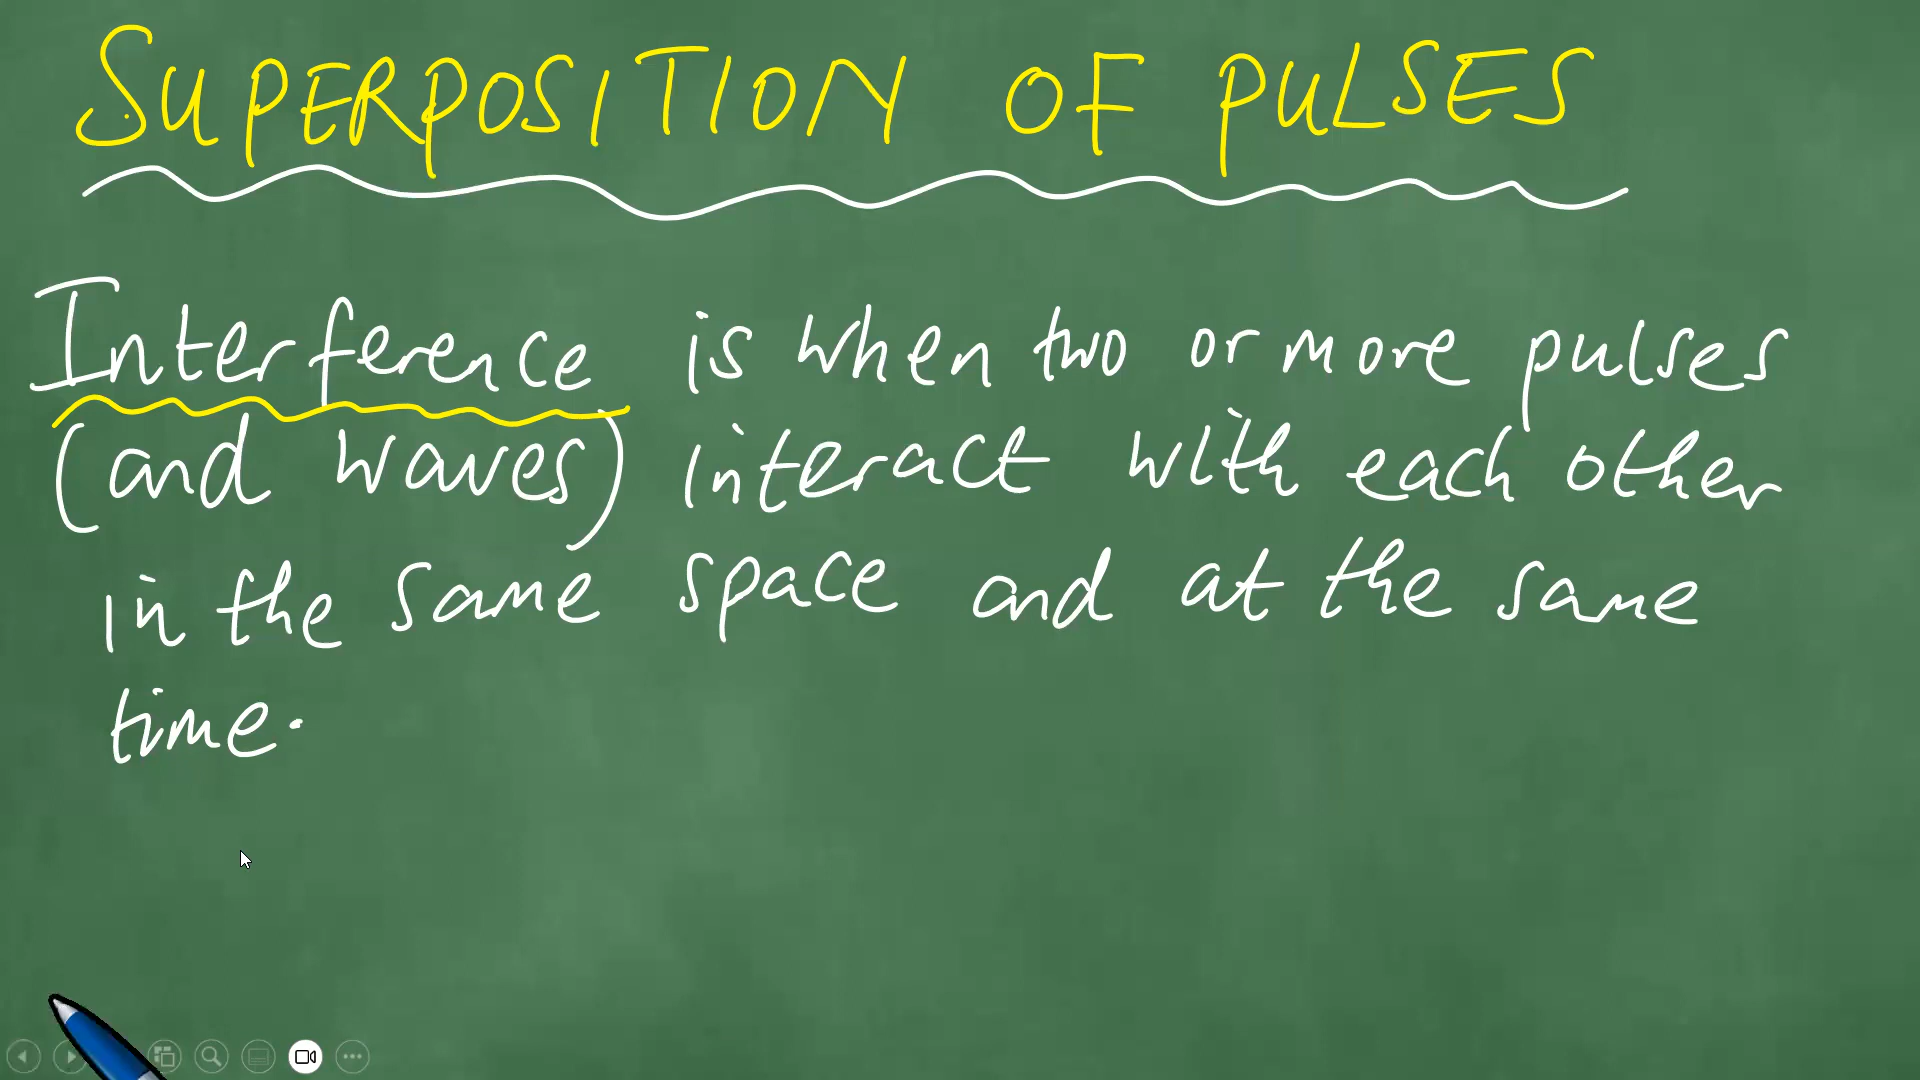 SUPERPOSITION OF PULSES
Interference is when two or more pulses
(and waves) interact with each other
in the same space and at the same
time.